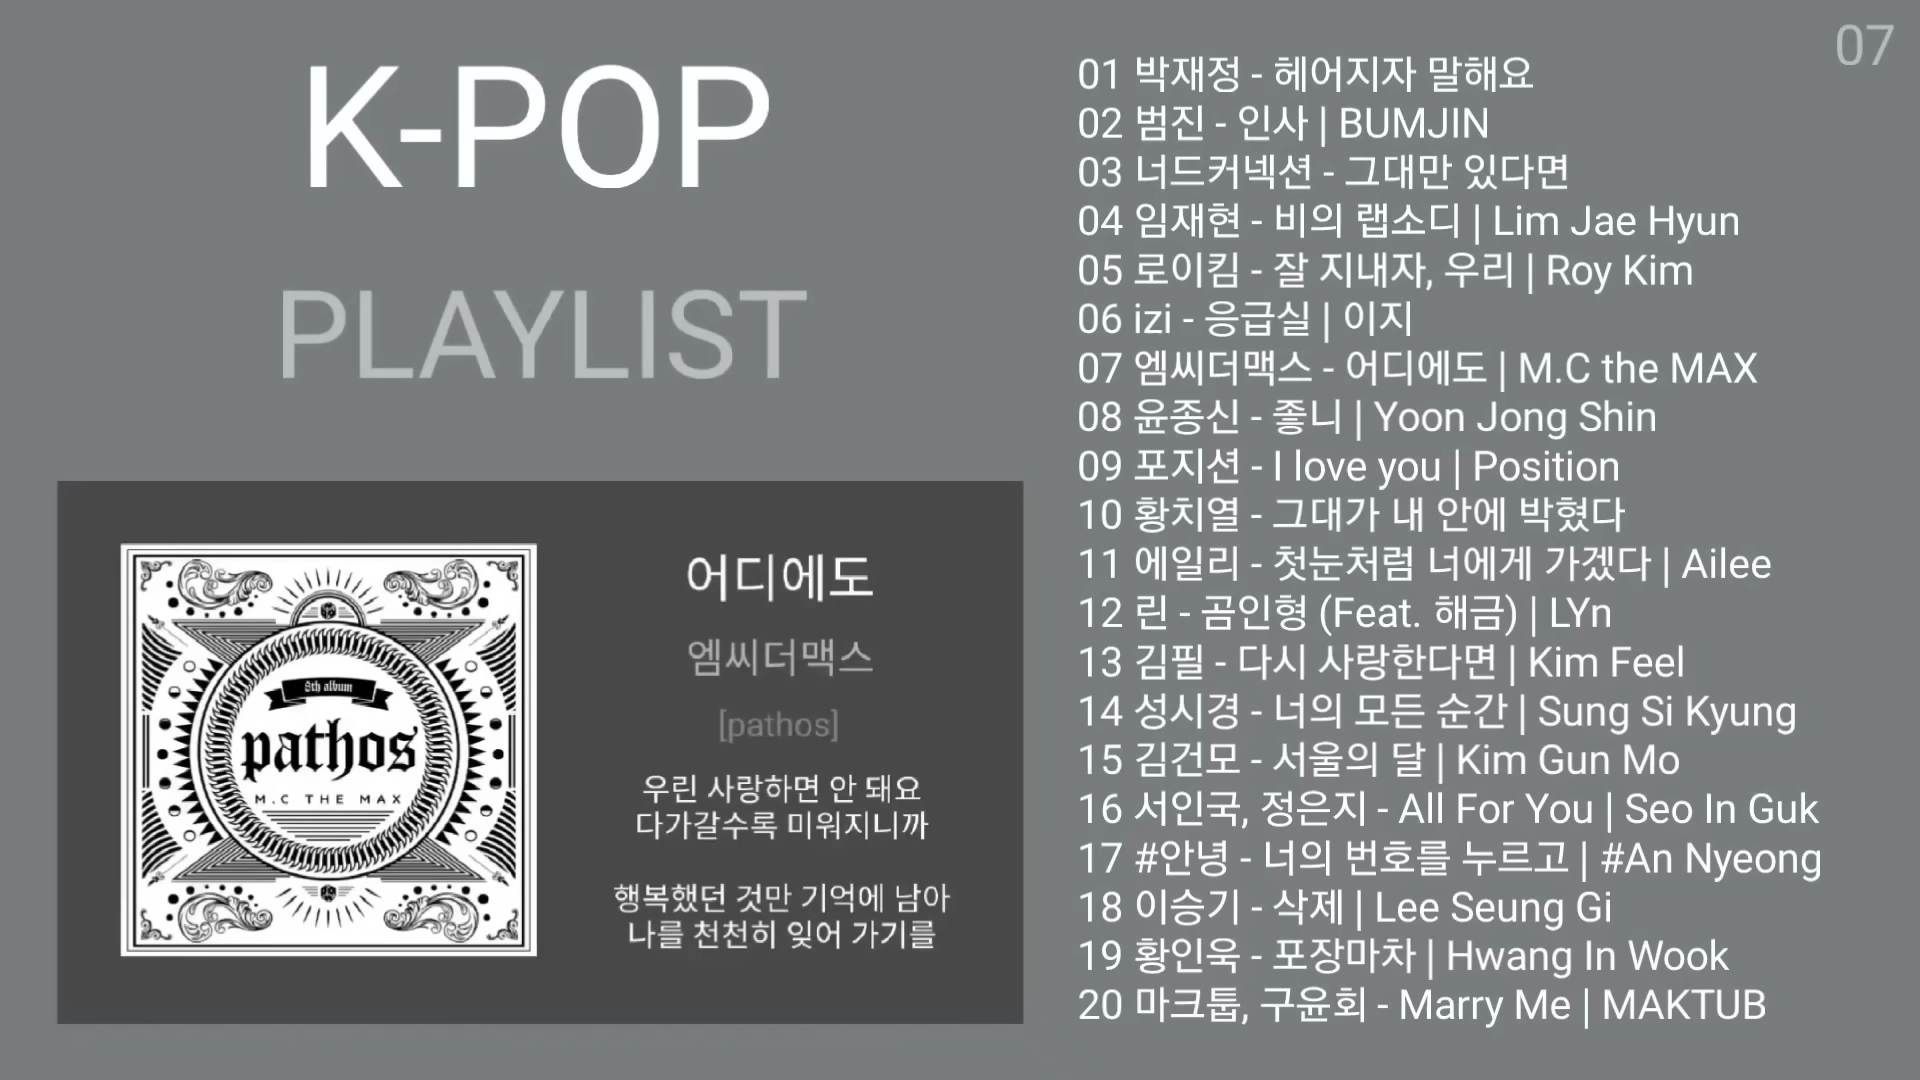 K-POP
PLAYLIST
8th album
pathos
M.C THE MAX
어디에도
엠씨더맥스
[pathos]
우린 사랑하면 안 돼요
다가갈수록 미워지니까
행복했던 것만 기억에 남아
나를 천천히 잊어 가기를
07
01 박재정 - 헤어지자 말해요
02 범진 - 인사 | BUMJIN
03 너드커넥션 - 그대만 있다면
04 임재현 - 비의 랩소디 | Lim Jae Hyun
05 로이킴 - 잘 지내자, 우리 | Roy Kim
06 izi - 응급실 | 이지
07 엠씨더맥스 - 어디에도 | M.C the MAX
08 윤종신 - 좋니 | Yoon Jong Shin
09 포지션 - I love you | Position
10 황치열 - 그대가 내 안에 박혔다
11 에일리 - 첫눈처럼 너에게 가겠다 | Ailee
12 린 - 곰인형 (Feat. 해금) | LYn
13 김필 - 다시 사랑한다면 | Kim Feel
14 성시경 - 너의 모든 순간 | Sung Si Kyung
15 김건모 - 서울의 달 | Kim Gun Mo
16 서인국, 정은지 - All For You | Seo In Guk
17 #안녕 - 너의 번호를 누르고 | #An Nyeong
18 이승기 - 삭제 | Lee Seung Gi
19 황인욱 - 포장마차 | Hwang In Wook
20 마크툽, 구윤회 - Marry Me | MAKTUB